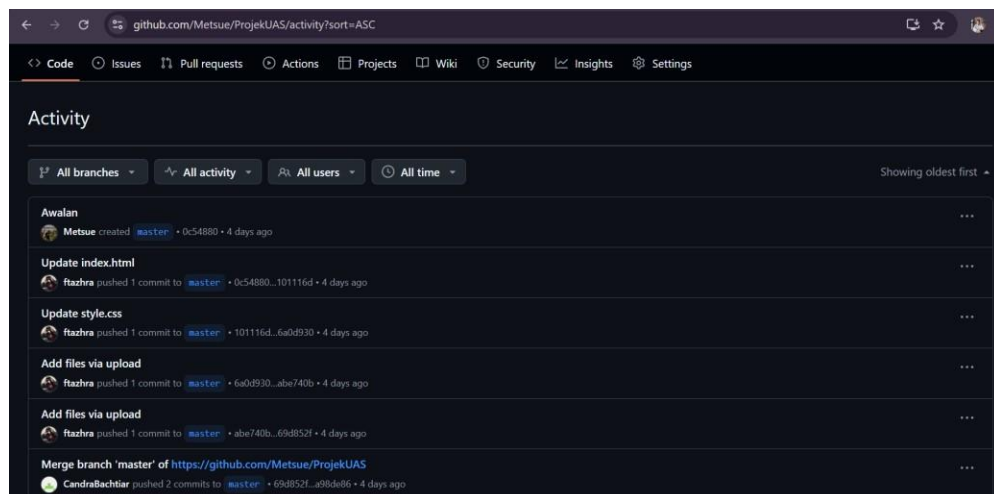 github.com/Metsue/ProjekUAS/activity?sort=ASC
Code Issues Pull requests Actions Projects Wiki Security Insights Settings
Activity
All branches All activity All users All time Showing oldest first
Awalan
Metsue created master • 0c54880 • 4 days ago
Update index.html
ftazhra pushed 1 commit to master • 0c54880...101116d • 4 days ago
Update style.css
ftazhra pushed 1 commit to master • 101116d...6a0d930 • 4 days ago
Add files via upload
ftazhra pushed 1 commit to master • 6a0d930...abe740b • 4 days ago
Add files via upload
ftazhra pushed 1 commit to master • abe740b...69d852f • 4 days ago
Merge branch 'master' of https://github.com/Metsue/ProjekUAS
CandraBachtiar pushed 2 commits to master • 69d852f...a98de86 • 4 days ago